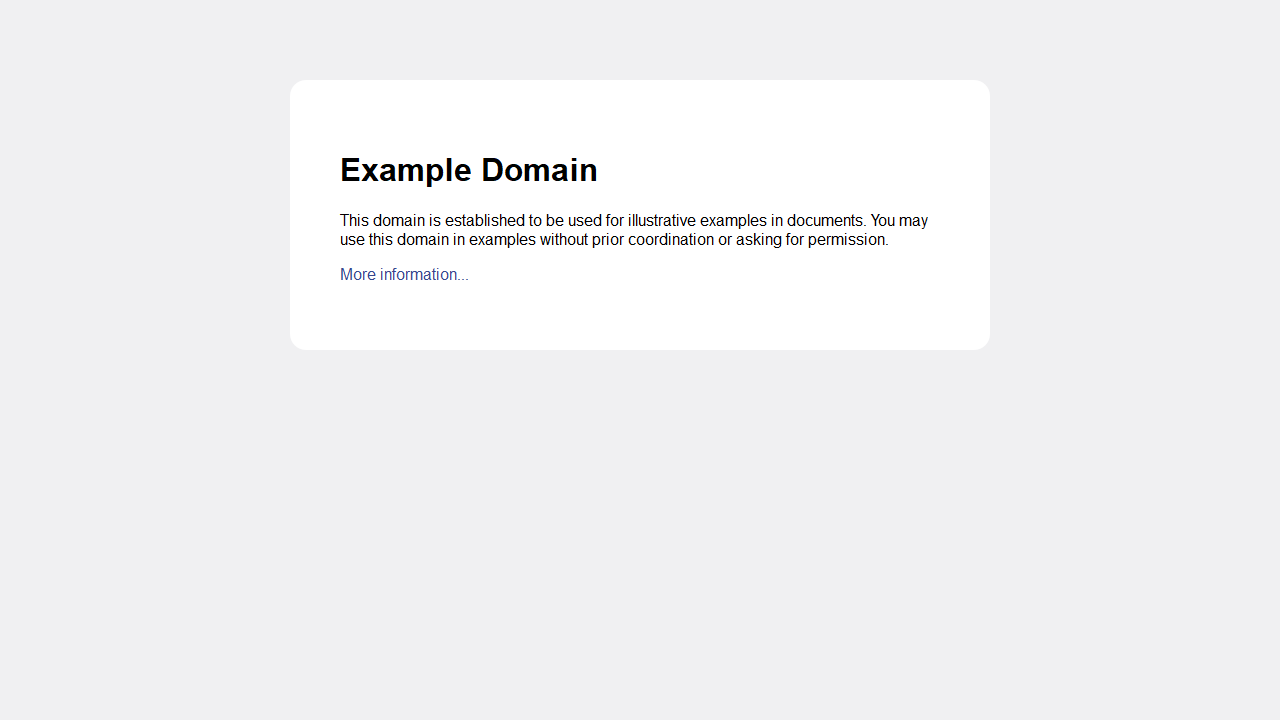 Example Domain
This domain is established to be used for illustrative examples in documents. You may
use this domain in examples without prior coordination or asking for permission.
More information...